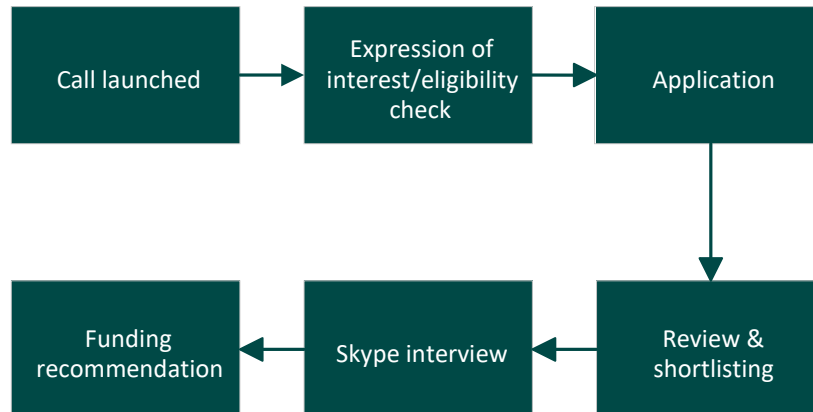 Call launched
Expression of
interest/eligibility
check
Application
Review &
shortlisting
Skype interview
Funding
recommendation